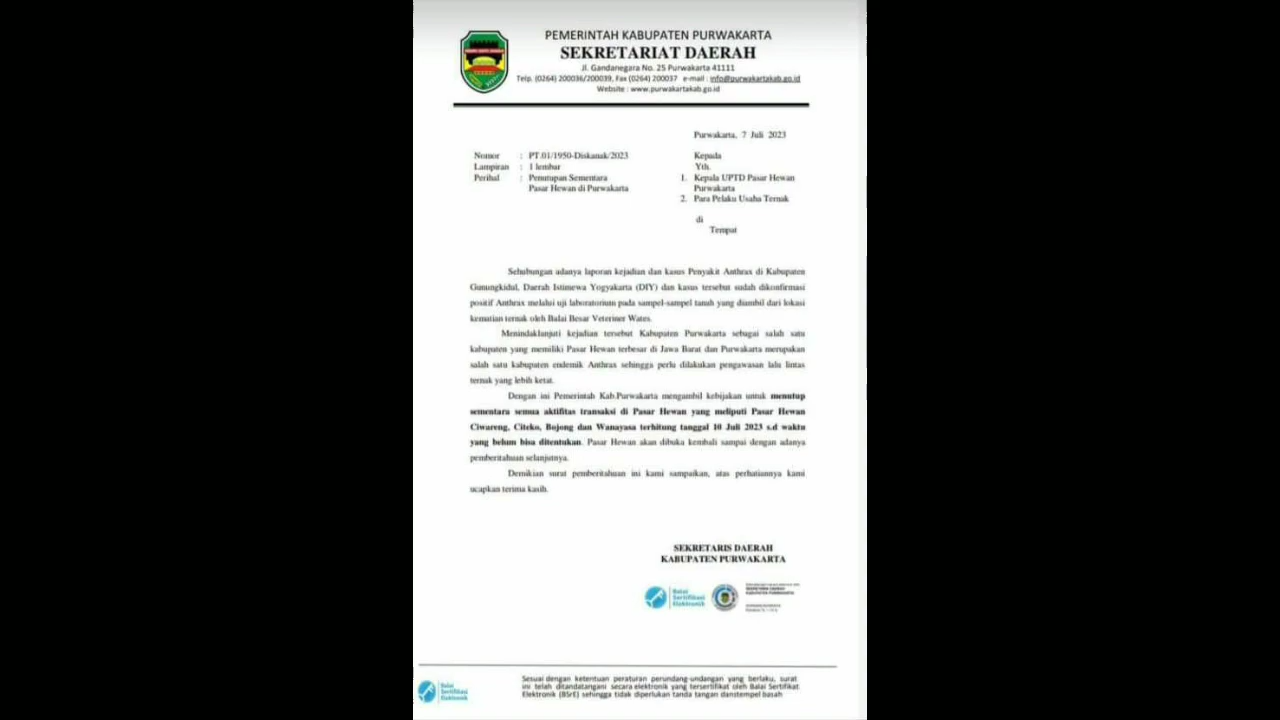 PEMERINTAH KABUPATEN PURWAKARTA
SEKRETARIAT DAERAH
Jl. Gandanegara No. 25 Purwakarta 41111
Telp. (0264) 200036/200039, Fax (0264) 200037 e-mail : info@purwakartakab.go.id
Website : www.purwakartakab.go.id
Purwakarta, 7 Juli 2023
Nomor : PT.01/1950-Diskanak/2023
Lampiran : 1 lembar
Perihal : Penutupan Sementara
Pasar Hewan di Purwakarta
Kepada
Yth.
1. Kepala UPTD Pasar Hewan
Purwakarta
2. Para Pelaku Usaha Ternak
di
Tempat
Sehubungan adanya laporan kejadian dan kasus Penyakit Anthrax di Kabupaten
Gunungkidul, Daerah Istimewa Yogyakarta (DIY) dan kasus tersebut sudah dikonfirmasi
positif Anthrax melalui uji laboratorium pada sampel-sampel tanah yang diambil dari lokasi
kematian ternak oleh Balai Besar Veteriner Wates.
Menindaklanjuti kejadian tersebut Kabupaten Purwakarta sebagai salah satu
kabupaten yang memiliki Pasar Hewan terbesar di Jawa Barat dan Purwakarta merupakan
salah satu kabupaten endemik Anthrax sehingga perlu dilakukan pengawasan lalu lintas
ternak yang lebih ketat.
Dengan ini Pemerintah Kab.Purwakarta mengambil kebijakan untuk menutup
sementara semua aktifitas transaksi di Pasar Hewan yang meliputi Pasar Hewan
Ciwareng, Citeko, Bojong dan Wanayasa terhitung tanggal 10 Juli 2023 s.d waktu
yang belum bisa ditentukan. Pasar Hewan akan dibuka kembali sampai dengan adanya
pemberitahuan selanjutnya.
Demikian surat pemberitahuan ini kami sampaikan, atas perhatiannya kami
ucapkan terima kasih.
SEKRETARIS DAERAH
KABUPATEN PURWAKARTA
Balai
Sertifikasi
Elektronik
SEKRETARIS DAERAH
KABUPATEN PURWAKARTA
Balai
Sertifikasi
Elektronik
Sesuai dengan ketentuan peraturan perundang-undangan yang berlaku, surat
ini telah ditandatangani secara elektronik yang tersertifikat oleh Balai Sertifikat
Elektronik (BSrE) sehingga tidak diperlukan tanda tangan danstempel basah